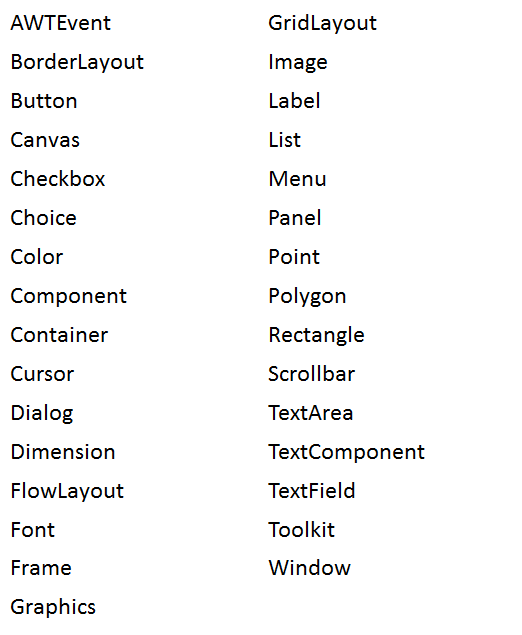 AWTEvent
BorderLayout
Button
Canvas
Checkbox
Choice
Color
Component
Container
Cursor
Dialog
Dimension
FlowLayout
Font
Frame
Graphics
GridLayout
Image
Label
List
Menu
Panel
Point
Polygon
Rectangle
Scrollbar
TextArea
TextComponent
TextField
Toolkit
Window